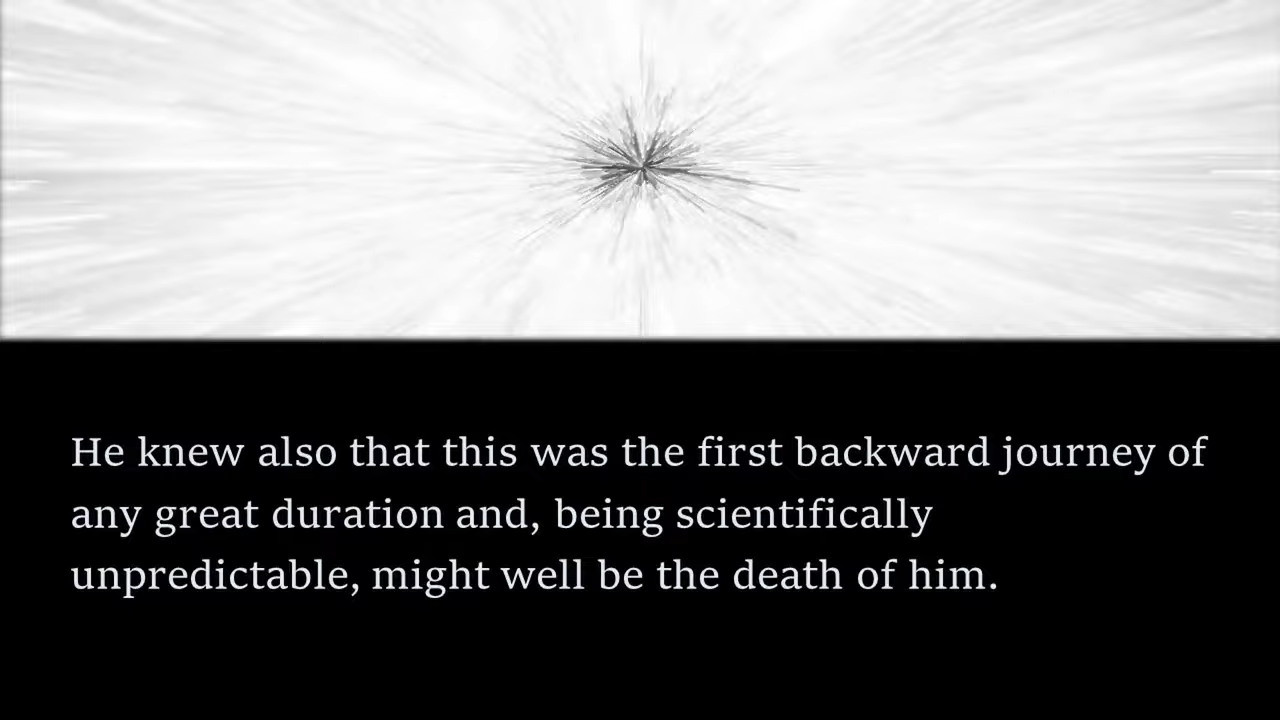 He knew also that this was the first backward journey of
any great duration and, being scientifically
unpredictable, might well be the death of him.